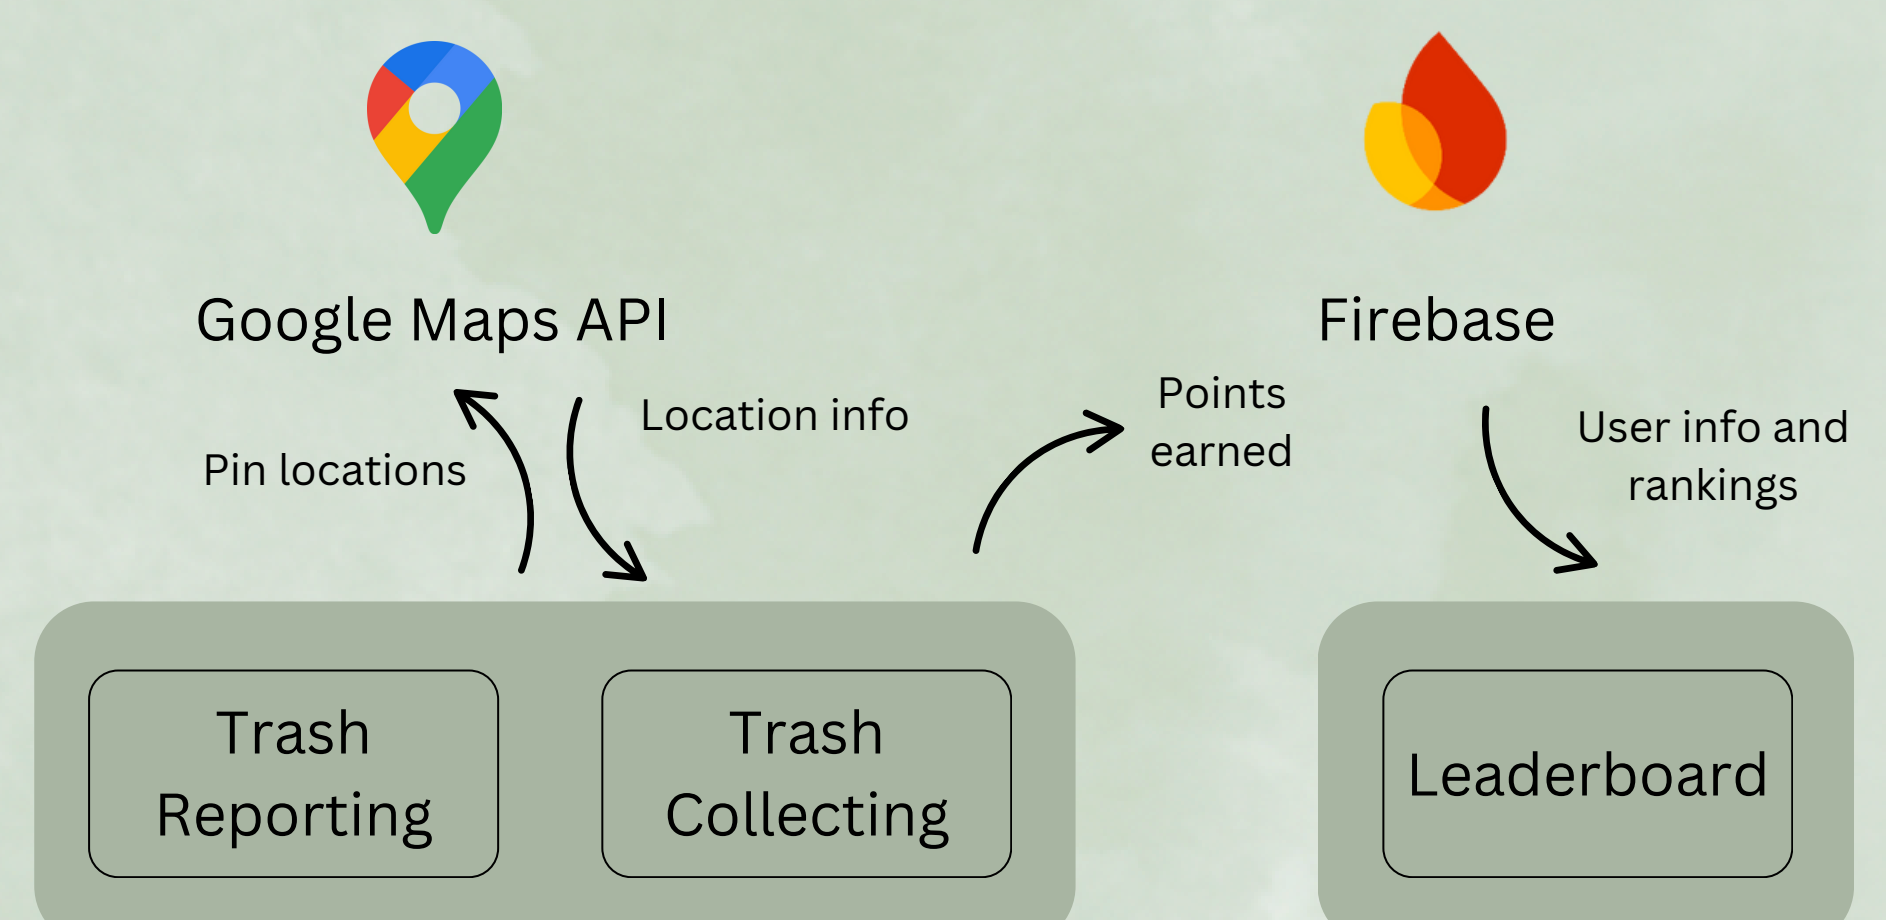 Google Maps API
Firebase
Pin locations
Location info
Points
earned
User info and
rankings
Trash
Reporting
Trash
Collecting
Leaderboard